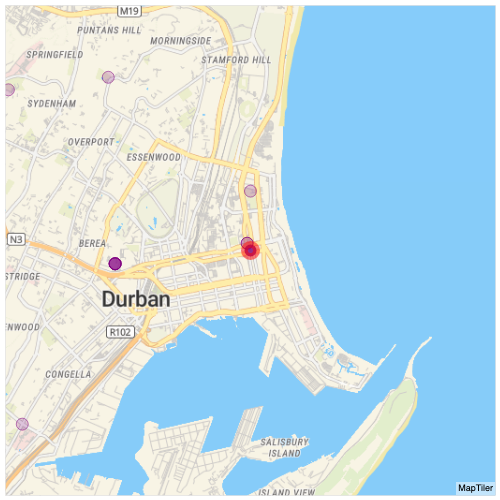 M19
PUNTANS HILL
MORNINGSIDE
SPRINGFIELD
STAMFORD HILL
SYDENHAM
OVERPORT
ESSENWOOD
N3
BEREA
STRIDGE
Durban
ENWOOD
R102
CONGELLA
SALISBURY
ISLAND
ISLAND VIEW
MapTiler